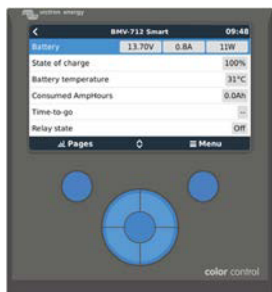 victron energy
BMV-712 Smart 09:48
Battery 13.70V 0.8A 11W
State of charge 100%
Battery temperature 31°C
Consumed AmpHours 0.0Ah
Time-to-go --
Relay state Off
Pages Menu
color control